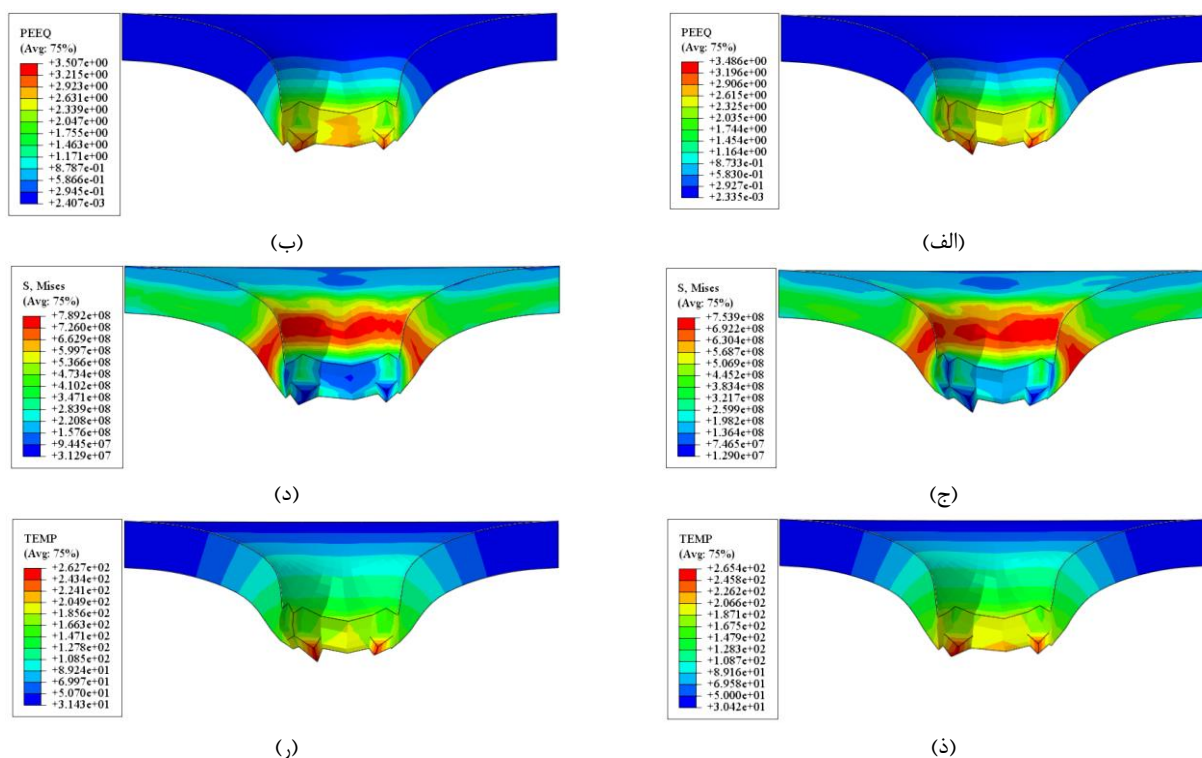 PEEQ
(Avg: 75%)
+3.486e+00
+3.196e+00
+2.906e+00
+2.615e+00
+2.325e+00
+2.035e+00
+1.744e+00
+1.454e+00
+1.164e+00
+8.733e-01
+5.830e-01
+2.927e-01
+2.335e-03
(الف)
PEEQ
(Avg: 75%)
+3.507e+00
+3.215e+00
+2.923e+00
+2.631e+00
+2.339e+00
+2.047e+00
+1.755e+00
+1.463e+00
+1.171e+00
+8.787e-01
+5.866e-01
+2.945e-01
+2.407e-03
(ب)
S, Mises
(Avg: 75%)
+7.539e+08
+6.922e+08
+6.304e+08
+5.687e+08
+5.069e+08
+4.452e+08
+3.834e+08
+3.217e+08
+2.599e+08
+1.982e+08
+1.364e+08
+7.465e+07
+1.290e+07
(ج)
S, Mises
(Avg: 75%)
+7.892e+08
+7.260e+08
+6.629e+08
+5.997e+08
+5.366e+08
+4.734e+08
+4.102e+08
+3.471e+08
+2.839e+08
+2.208e+08
+1.576e+08
+9.445e+07
+3.129e+07
(د)
TEMP
(Avg: 75%)
+2.654e+02
+2.458e+02
+2.262e+02
+2.066e+02
+1.871e+02
+1.675e+02
+1.479e+02
+1.283e+02
+1.087e+02
+8.916e+01
+6.958e+01
+5.000e+01
+3.042e+01
(ذ)
TEMP
(Avg: 75%)
+2.627e+02
+2.434e+02
+2.241e+02
+2.049e+02
+1.856e+02
+1.663e+02
+1.471e+02
+1.278e+02
+1.085e+02
+8.924e+01
+6.997e+01
+5.070e+01
+3.143e+01
(ر)